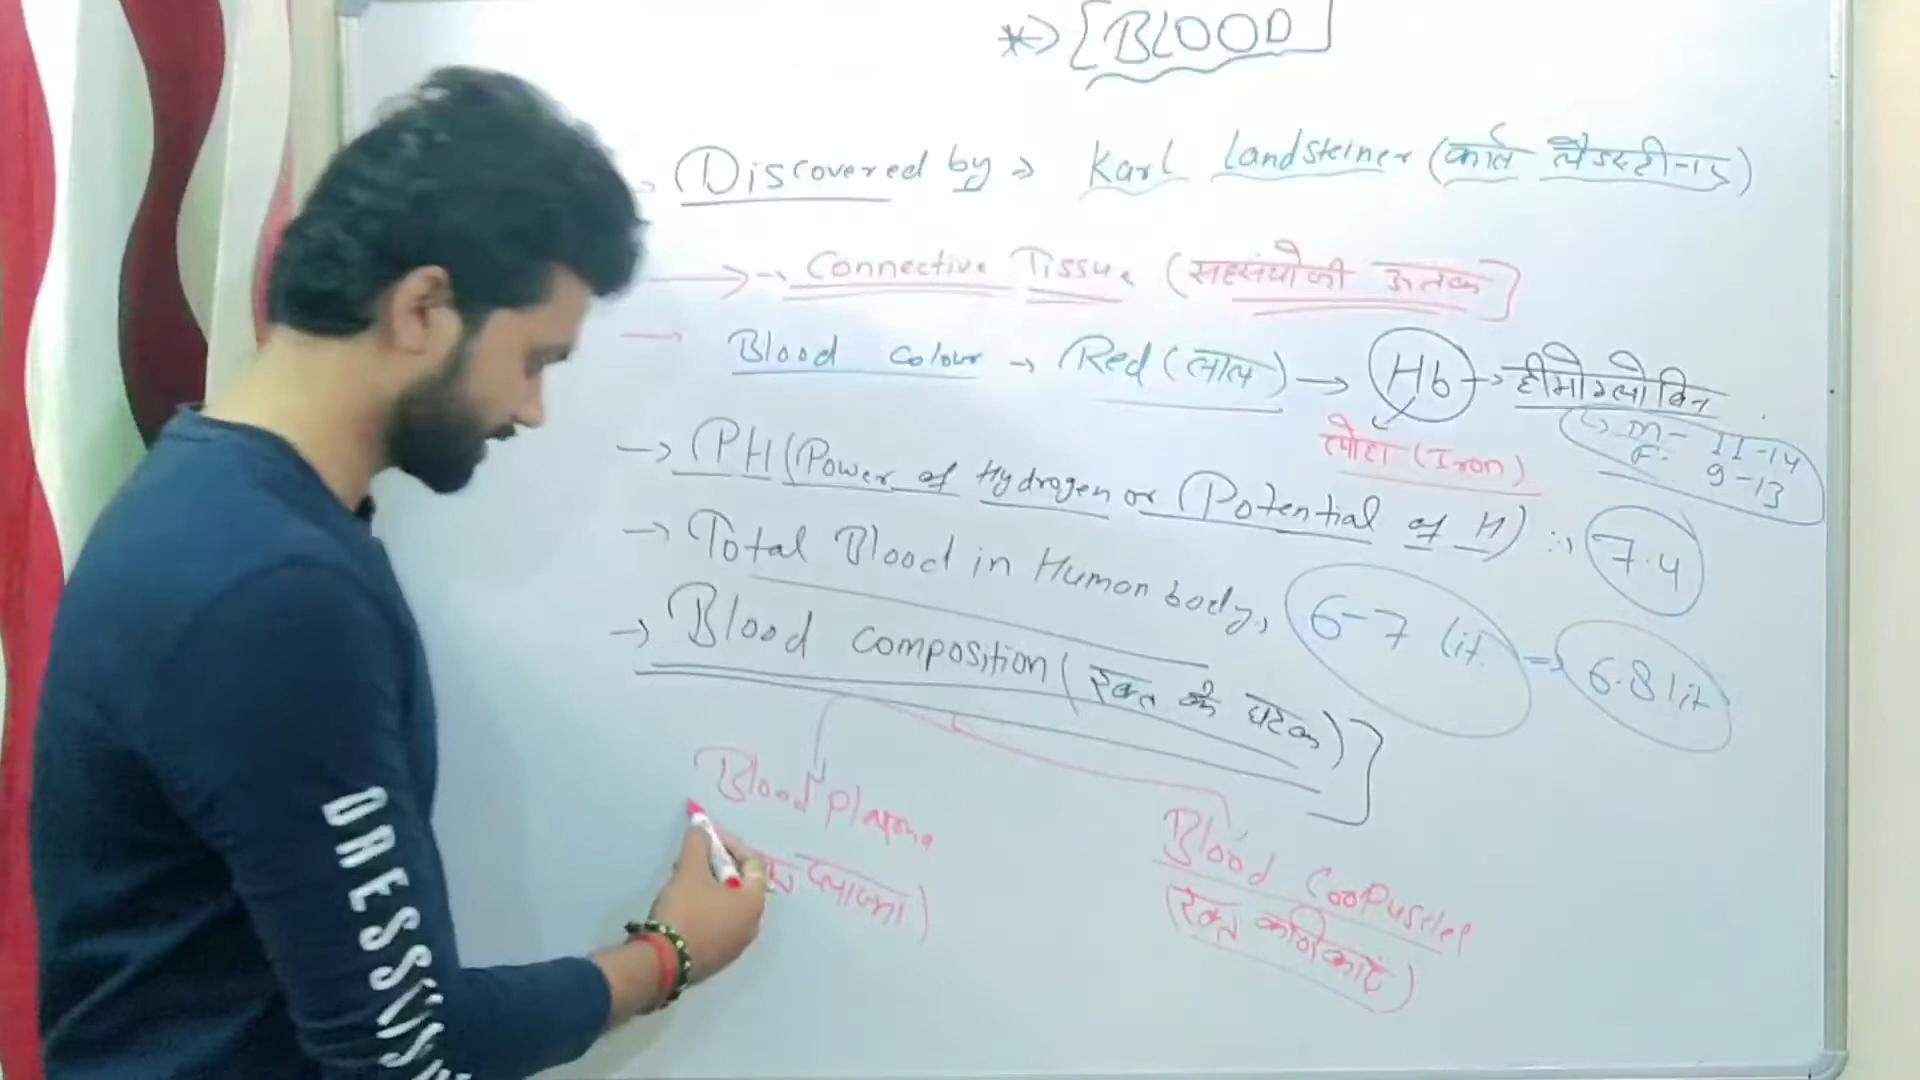 *→ [BLOOD]
Discovered by → Karl Landsteiner (कार्ल लैंडस्टीनर)
→ Connective Tissue (सहसंयोजी ऊतक]
→ Blood colour → Red (लाल) → Hb → हीमोग्लोबिन
लोहा (Iron)
↳ m- 11-14
F- 9-13
→ PH (Power of Hydrogen or Potential of H) :→ 7.4
→ Total Blood in Human body, 6-7 lit. ⇒ 6.8 lit
→ Blood composition (रक्त के घटक)]
Blood Plasma
प्लाज्मा)
Blood CooPuscles
(रक्त कणिकाएं)
DRESSIN